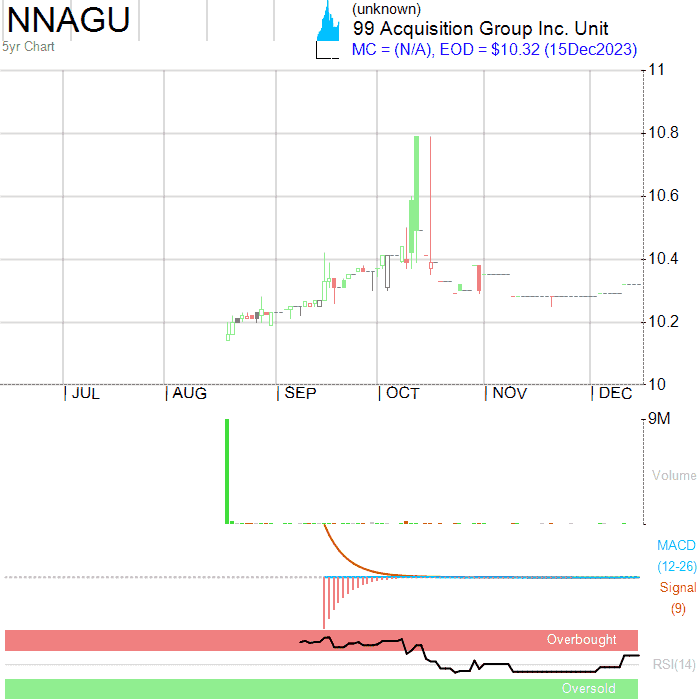 NNAGU
5yr Chart
(unknown)
99 Acquisition Group Inc. Unit
MC = (N/A), EOD = $10.32 (15Dec2023)
11
10.8
10.6
10.4
10.2
10
JUL AUG SEP OCT NOV DEC
9M
Volume
MACD
(12-26)
Signal
(9)
Overbought
RSI(14)
Oversold